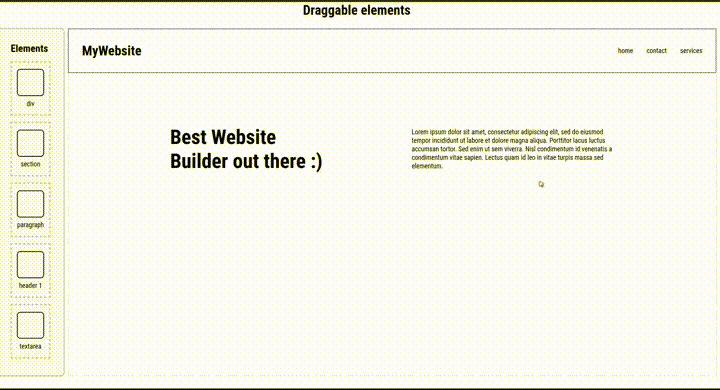 Draggable elements
Elements
div
section
paragraph
header 1
textarea
MyWebsite
home contact services
Best Website
Builder out there :)
Lorem ipsum dolor sit amet, consectetur adipiscing elit, sed do eiusmod
tempor incididunt ut labore et dolore magna aliqua. Porttitor lacus luctus
accumsan tortor. Sed enim ut sem viverra. Nisl condimentum id venenatis a
condimentum vitae sapien. Lectus quam id leo in vitae turpis massa sed
elementum.